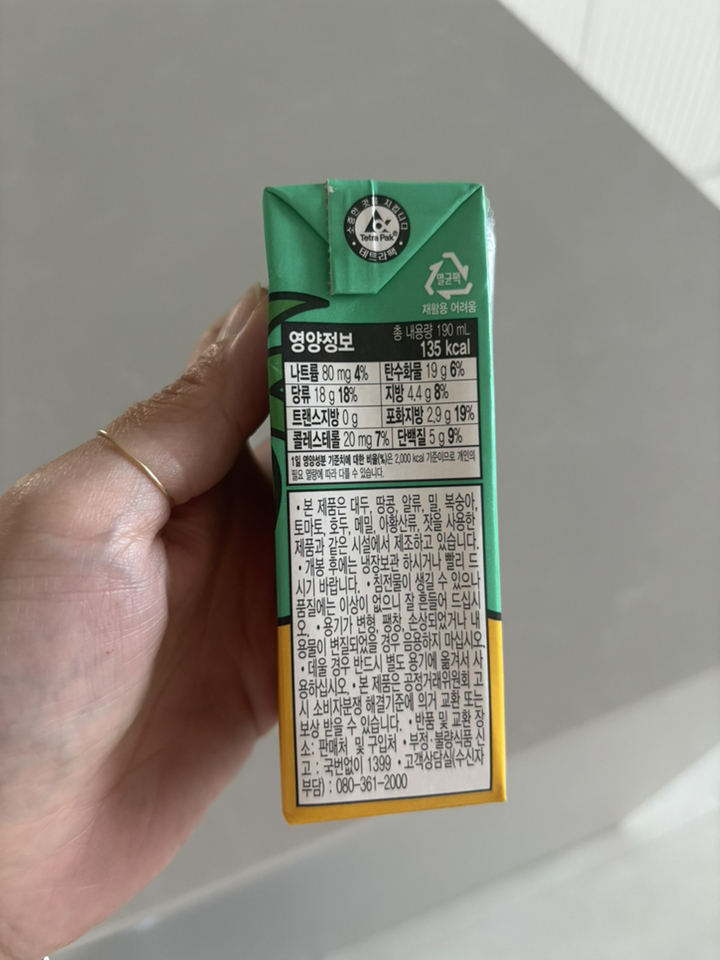 소중한 것을 지킵니다
Tetra Pak®
테트라팩
멸균팩
재활용 어려움
영양정보
총 내용량 190 mL
135 kcal
나트륨 80 mg 4% 탄수화물 19 g 6%
당류 18 g 18% 지방 4.4 g 8%
트랜스지방 0 g 포화지방 2.9 g 19%
콜레스테롤 20 mg 7% 단백질 5 g 9%
1일 영양성분 기준치에 대한 비율(%)은 2,000 kcal 기준이므로 개인의
필요 열량에 따라 다를 수 있습니다.
• 본 제품은 대두, 땅콩, 알류, 밀, 복숭아,
토마토, 호두, 메밀, 아황산류, 잣을 사용한
제품과 같은 시설에서 제조하고 있습니다.
• 개봉 후에는 냉장보관 하시거나 빨리 드
시기 바랍니다. • 침전물이 생길 수 있으나
품질에는 이상이 없으니 잘 흔들어 드십시
오. • 용기가 변형, 팽창, 손상되었거나 내
용물이 변질되었을 경우 음용하지 마십시오.
• 데울 경우 반드시 별도 용기에 옮겨서 사
용하십시오. • 본 제품은 공정거래위원회 고
시 소비자분쟁 해결기준에 의거 교환 또는
보상 받을 수 있습니다. • 반품 및 교환 장
소: 판매처 및 구입처 • 부정·불량식품 신
고 : 국번없이 1399 • 고객상담실(수신자
부담) : 080-361-2000